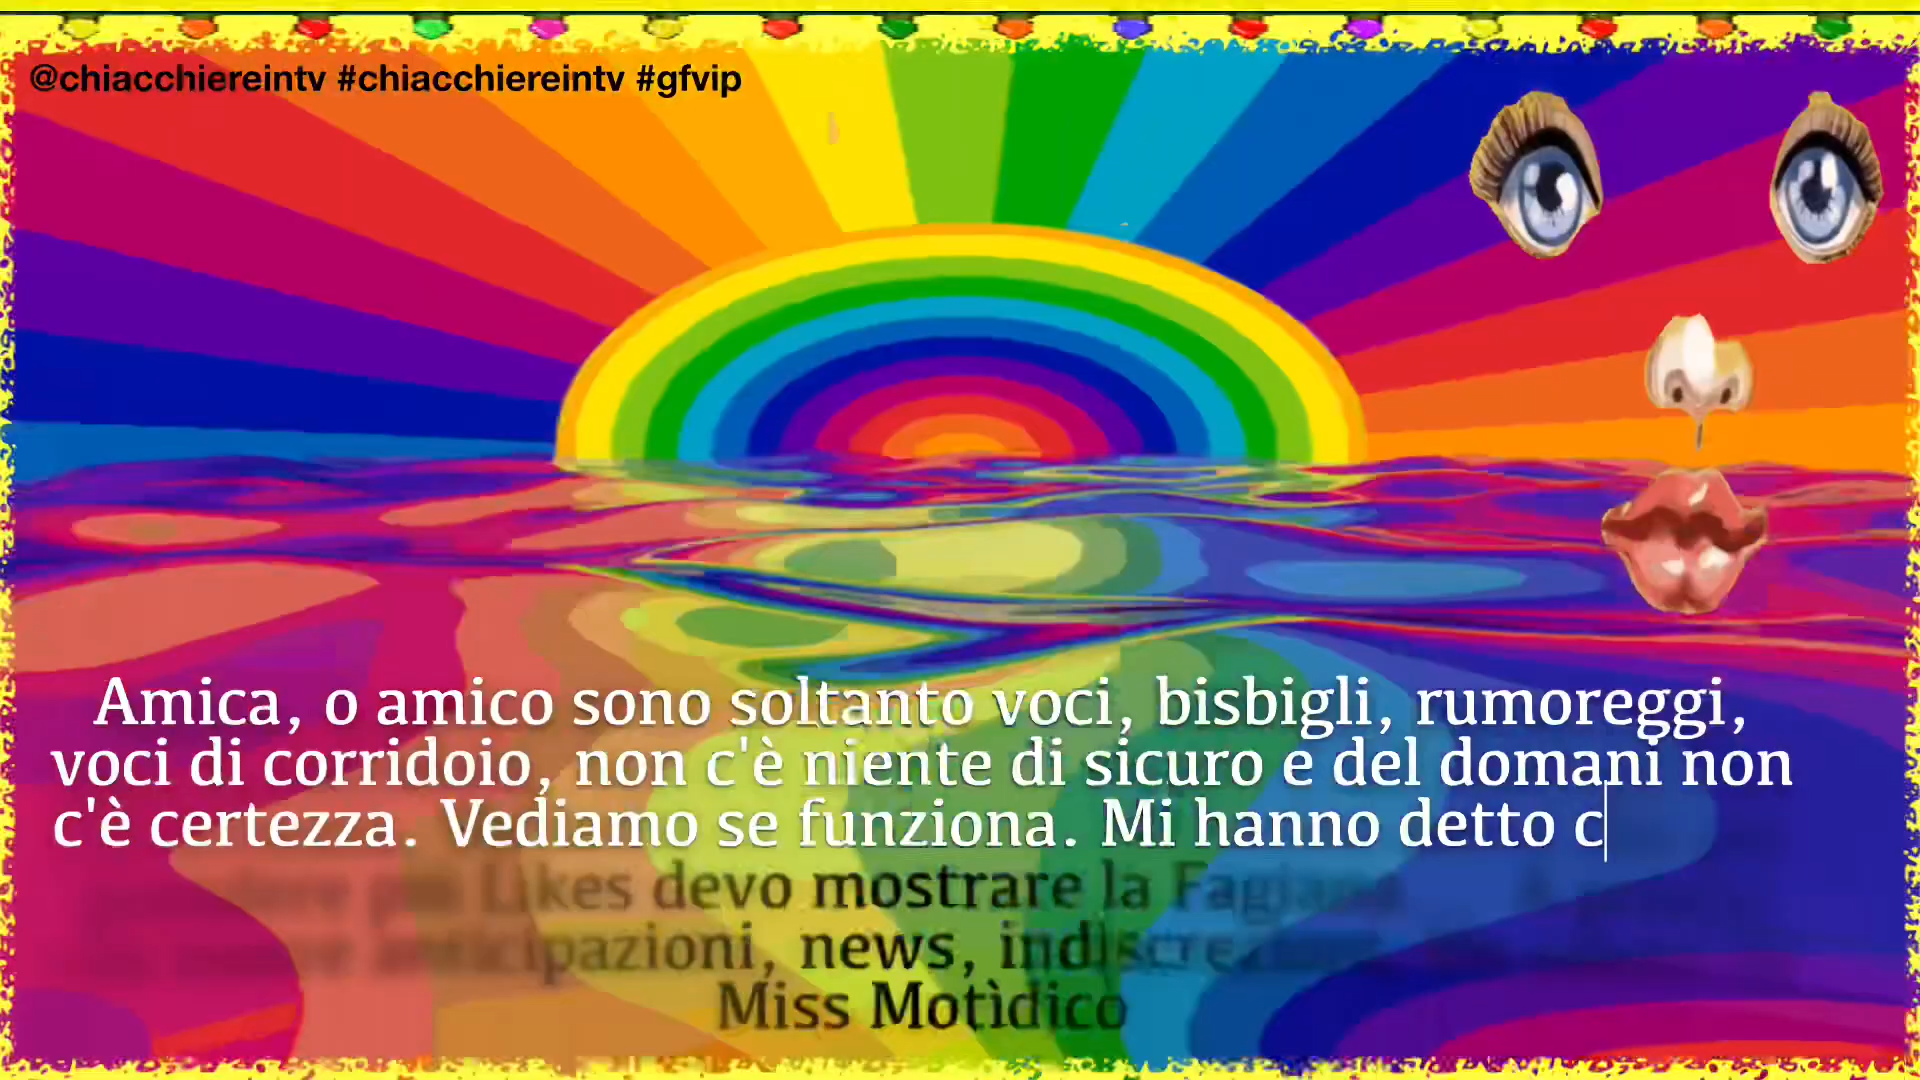 @chiacchiereintv #chiacchiereintv #gfvip
Amica, o amico sono soltanto voci, bisbigli, rumoreggi,
voci di corridoio, non c'è niente di sicuro e del domani non
c'è certezza. Vediamo se funziona. Mi hanno detto c
Likes devo mostrare la
anticipazioni, news,
Miss Motìdico